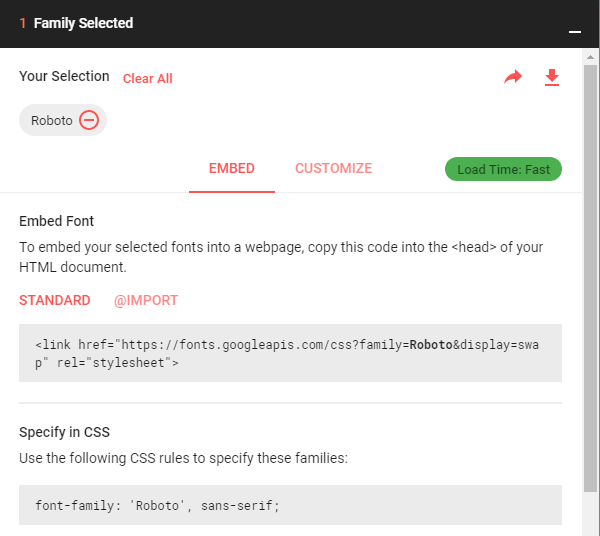 1 Family Selected
Your Selection Clear All
Roboto
EMBED CUSTOMIZE Load Time: Fast
Embed Font
To embed your selected fonts into a webpage, copy this code into the <head> of your
HTML document.
STANDARD @IMPORT
<link href="https://fonts.googleapis.com/css?family=Roboto&display=swa
p" rel="stylesheet">
Specify in CSS
Use the following CSS rules to specify these families:
font-family: 'Roboto', sans-serif;